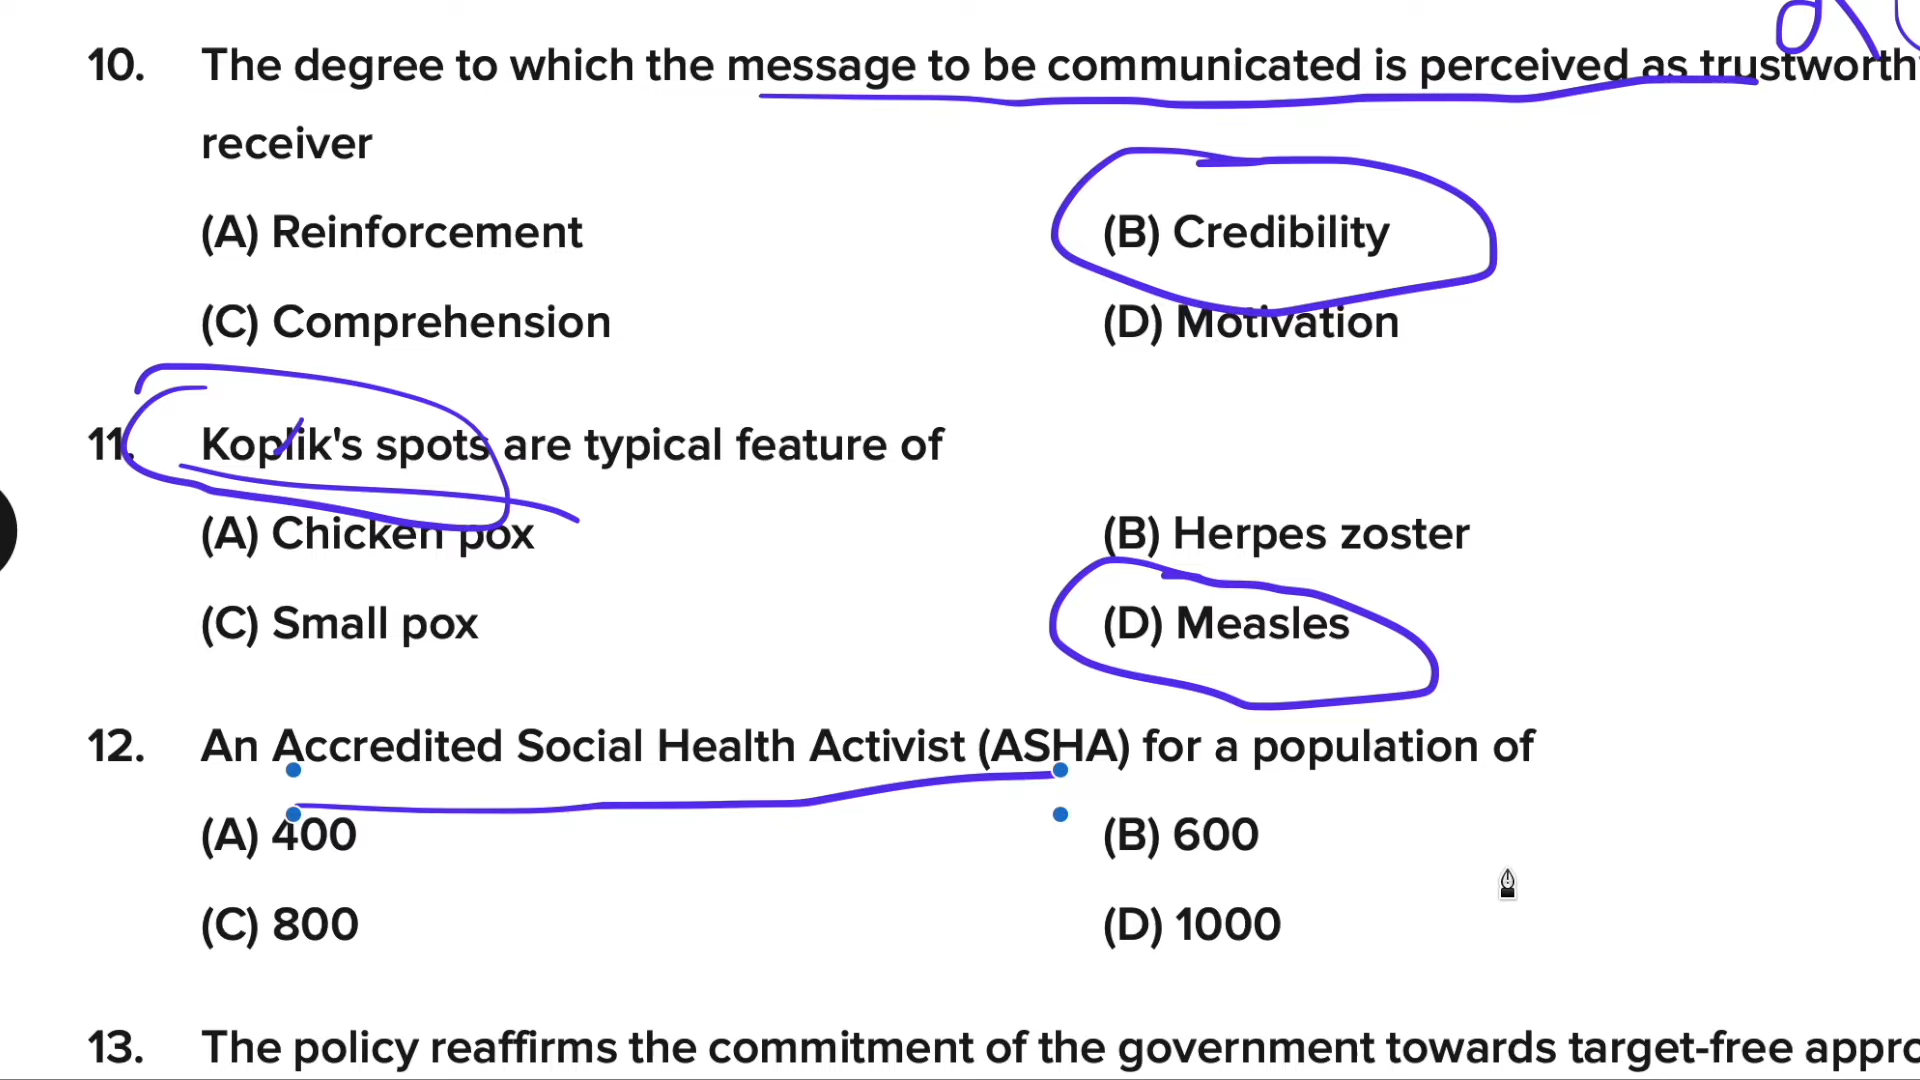 10. The degree to which the message to be communicated is perceived as trustworth
receiver
(A) Reinforcement (B) Credibility
(C) Comprehension (D) Motivation
11. Koplik's spots are typical feature of
(A) Chicken pox (B) Herpes zoster
(C) Small pox (D) Measles
12. An Accredited Social Health Activist (ASHA) for a population of
(A) 400 (B) 600
(C) 800 (D) 1000
13. The policy reaffirms the commitment of the government towards target-free appro